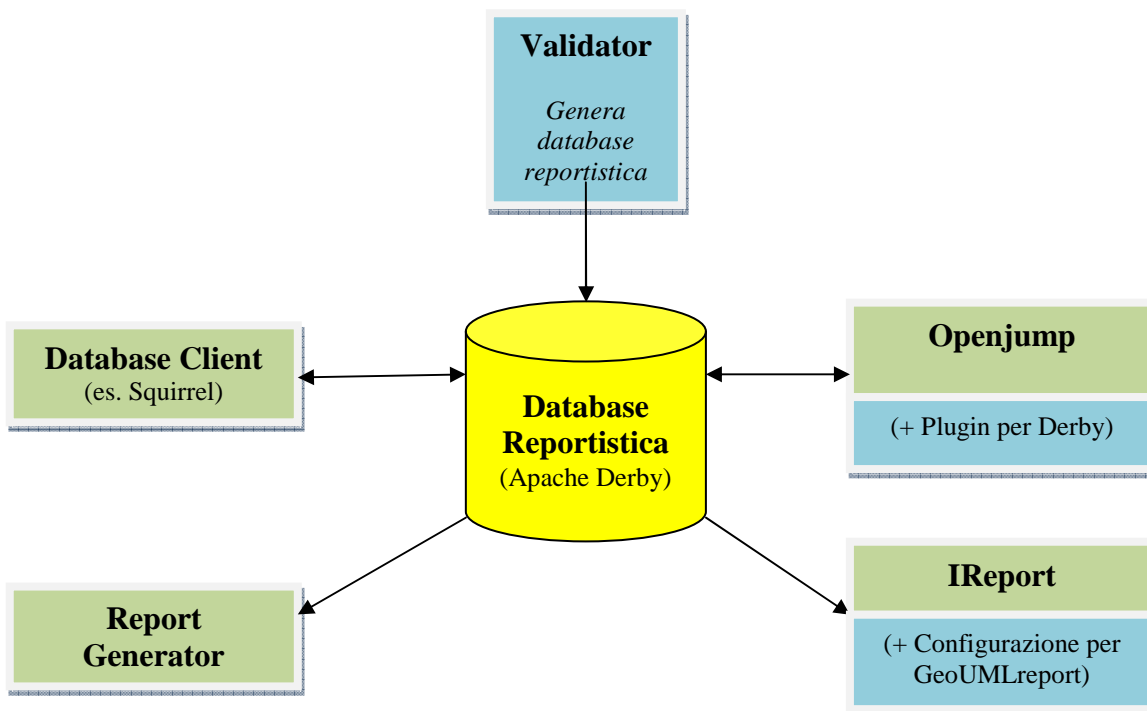 Validator
Genera
database
reportistica
Database Client
(es. Squirrel)
Database
Reportistica
(Apache Derby)
Openjump
(+ Plugin per Derby)
Report
Generator
IReport
(+ Configurazione per
GeoUMLreport)